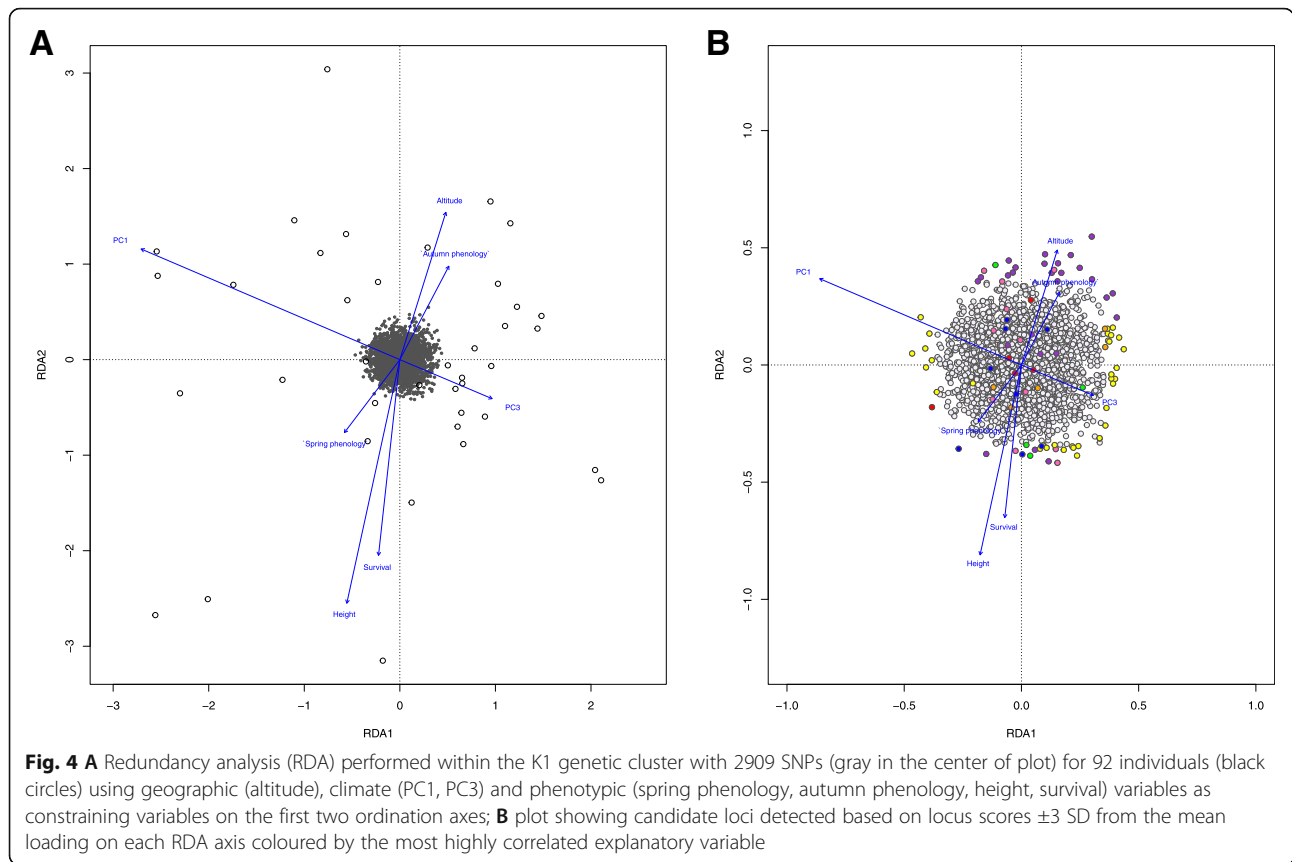 A
3
2
1
0
−1
−2
−3
RDA2
Altitude
PC1
`Autumn phenology`
PC3
`Spring phenology`
Survival
Height
−3
−2
−1
0
1
2
RDA1
B
1.0
0.5
0.0
−0.5
−1.0
RDA2
Altitude
PC1
`Autumn phenology`
PC3
`Spring phenology`
Survival
Height
−1.0
−0.5
0.0
0.5
1.0
RDA1
Fig. 4 A Redundancy analysis (RDA) performed within the K1 genetic cluster with 2909 SNPs (gray in the center of plot) for 92 individuals (black
circles) using geographic (altitude), climate (PC1, PC3) and phenotypic (spring phenology, autumn phenology, height, survival) variables as
constraining variables on the first two ordination axes; B plot showing candidate loci detected based on locus scores ±3 SD from the mean
loading on each RDA axis coloured by the most highly correlated explanatory variable